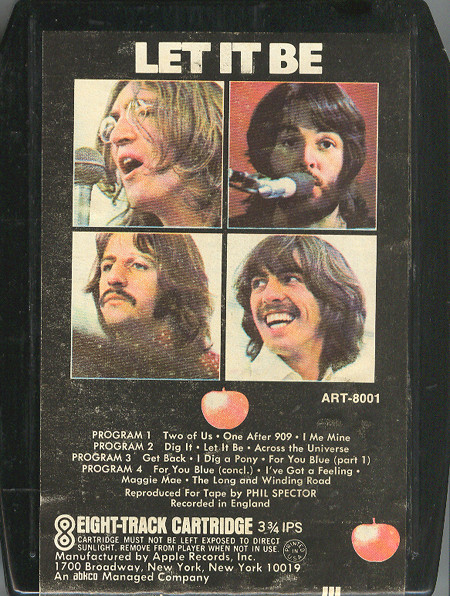 LET IT BE
ART-8001
PROGRAM 1 Two of Us • One After 909 • I Me Mine
PROGRAM 2 Dig It • Let It Be • Across the Universe
PROGRAM 3 Get Back • I Dig a Pony • For You Blue (part 1)
PROGRAM 4 For You Blue (concl.) • I've Got a Feeling •
Maggie Mae • The Long and Winding Road
Reproduced For Tape by PHIL SPECTOR
Recorded in England
8 EIGHT-TRACK CARTRIDGE 3¾ IPS
CARTRIDGE MUST NOT BE LEFT EXPOSED TO DIRECT
SUNLIGHT. REMOVE FROM PLAYER WHEN NOT IN USE.
PRINTED IN USA
Manufactured by Apple Records, Inc.
1700 Broadway, New York, New York 10019
An abkco Managed Company